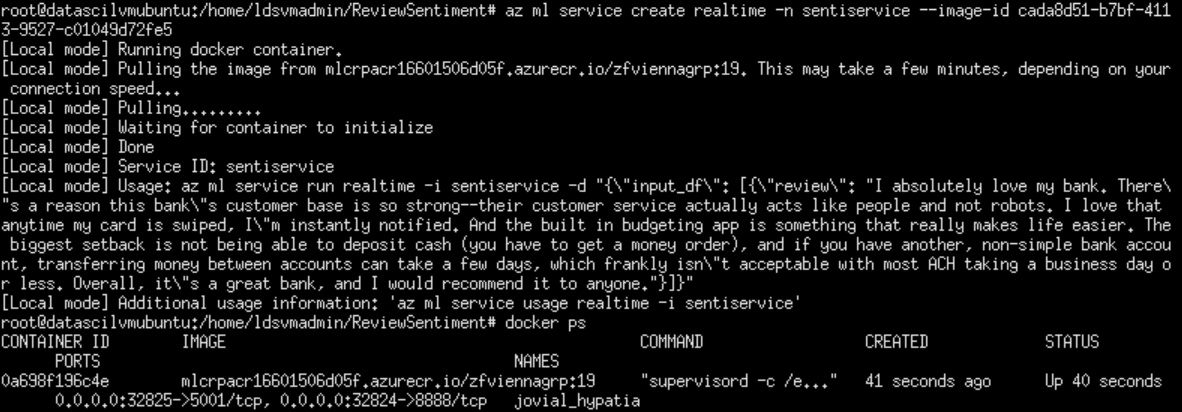 root@datascilvmubuntu:/home/ldsvmadmin/ReviewSentiment# az ml service create realtime -n sentiservice --image-id cada8d51-b7bf-411
3-9527-c01049d72fe5
[Local mode] Running docker container.
[Local mode] Pulling the image from mlcrpacr16601506d05f.azurecr.io/zfviennagrp:19. This may take a few minutes, depending on your
 connection speed...
[Local mode] Pulling.........
[Local mode] Waiting for container to initialize
[Local mode] Done
[Local mode] Service ID: sentiservice
[Local mode] Usage: az ml service run realtime -i sentiservice -d "{\"input_df\": [{\"review\": "I absolutely love my bank. There\
"s a reason this bank\"s customer base is so strong--their customer service actually acts like people and not robots. I love that
anytime my card is swiped, I\"m instantly notified. And the built in budgeting app is something that really makes life easier. The
 biggest setback is not being able to deposit cash (you have to get a money order), and if you have another, non-simple bank accou
nt, transferring money between accounts can take a few days, which frankly isn\"t acceptable with most ACH taking a business day o
r less. Overall, it\"s a great bank, and I would recommend it to anyone."}]}"
[Local mode] Additional usage information: 'az ml service usage realtime -i sentiservice'
root@datascilvmubuntu:/home/ldsvmadmin/ReviewSentiment# docker ps
CONTAINER ID        IMAGE                                                   COMMAND                  CREATED             STATUS
      PORTS                                              NAMES
0a698f196c4e        mlcrpacr16601506d05f.azurecr.io/zfviennagrp:19     "supervisord -c /e..."   41 seconds ago      Up 40 seconds
      0.0.0.0:32825->5001/tcp, 0.0.0.0:32824->8888/tcp   jovial_hypatia